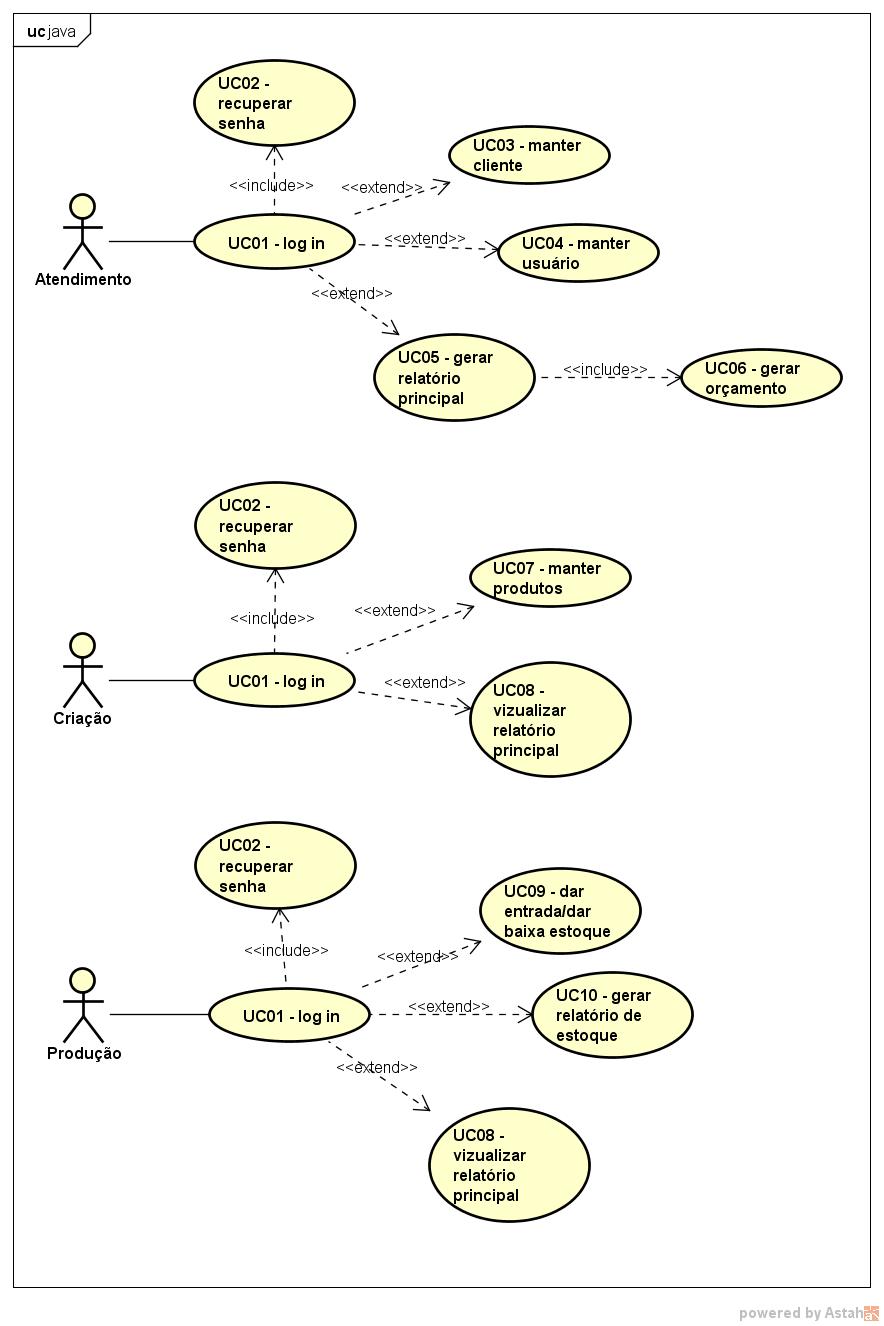 uc java
UC02 -
recuperar
senha
<<include>>
UC03 - manter
cliente
<<extend>>
UC01 - log in
<<extend>>
UC04 - manter
usuário
Atendimento
<<extend>>
UC05 - gerar
relatório
principal
<<include>>
UC06 - gerar
orçamento
UC02 -
recuperar
senha
<<include>>
UC07 - manter
produtos
<<extend>>
UC01 - log in
<<extend>>
UC08 -
vizualizar
relatório
principal
Criação
UC02 -
recuperar
senha
<<include>>
UC09 - dar
entrada/dar
baixa estoque
<<extend>>
UC01 - log in
<<extend>>
UC10 - gerar
relatório de
estoque
Produção
<<extend>>
UC08 -
vizualizar
relatório
principal
powered by Astah